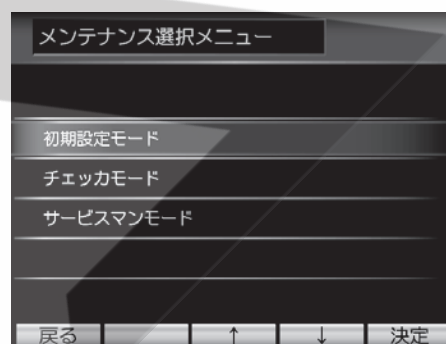 メンテナンス選択メニュー
初期設定モード
チェッカモード
サービスマンモード
戻る ↑ ↓ 決定